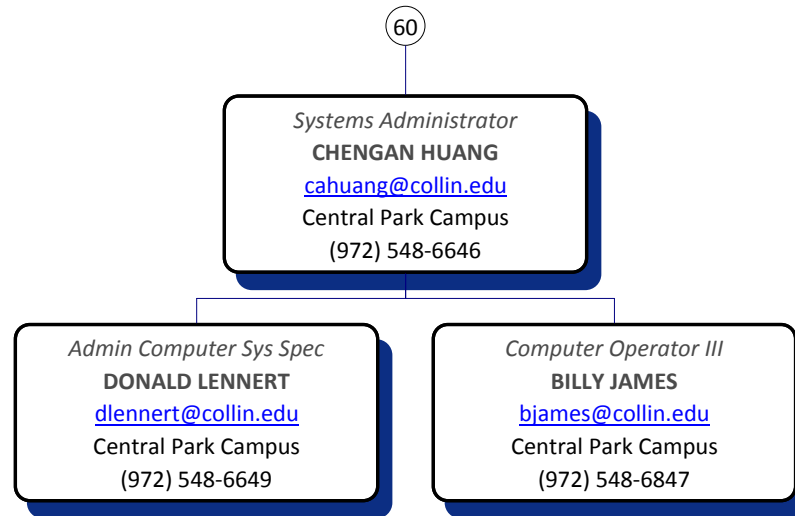 60
Systems Administrator
CHENGAN HUANG
cahuang@collin.edu
Central Park Campus
(972) 548-6646
Admin Computer Sys Spec
DONALD LENNERT
dlennert@collin.edu
Central Park Campus
(972) 548-6649
Computer Operator III
BILLY JAMES
bjames@collin.edu
Central Park Campus
(972) 548-6847